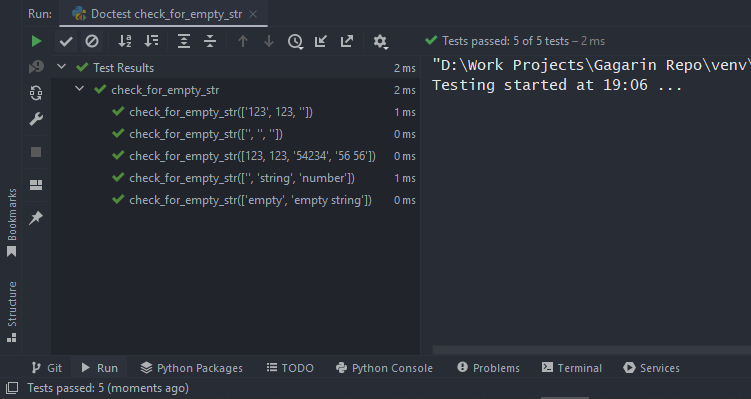 Run: Doctest check_for_empty_str ×
Tests passed: 5 of 5 tests – 2 ms
Test Results 2 ms
check_for_empty_str 2 ms
check_for_empty_str(['123', 123, '']) 1 ms
check_for_empty_str(['', '', '']) 0 ms
check_for_empty_str([123, 123, '54234', '56 56']) 0 ms
check_for_empty_str(['', 'string', 'number']) 1 ms
check_for_empty_str(['empty', 'empty string']) 0 ms
"D:\Work Projects\Gagarin Repo\venv\
Testing started at 19:06 ...
Bookmarks
Structure
Git Run Python Packages TODO Python Console Problems Terminal Services
Tests passed: 5 (moments ago)